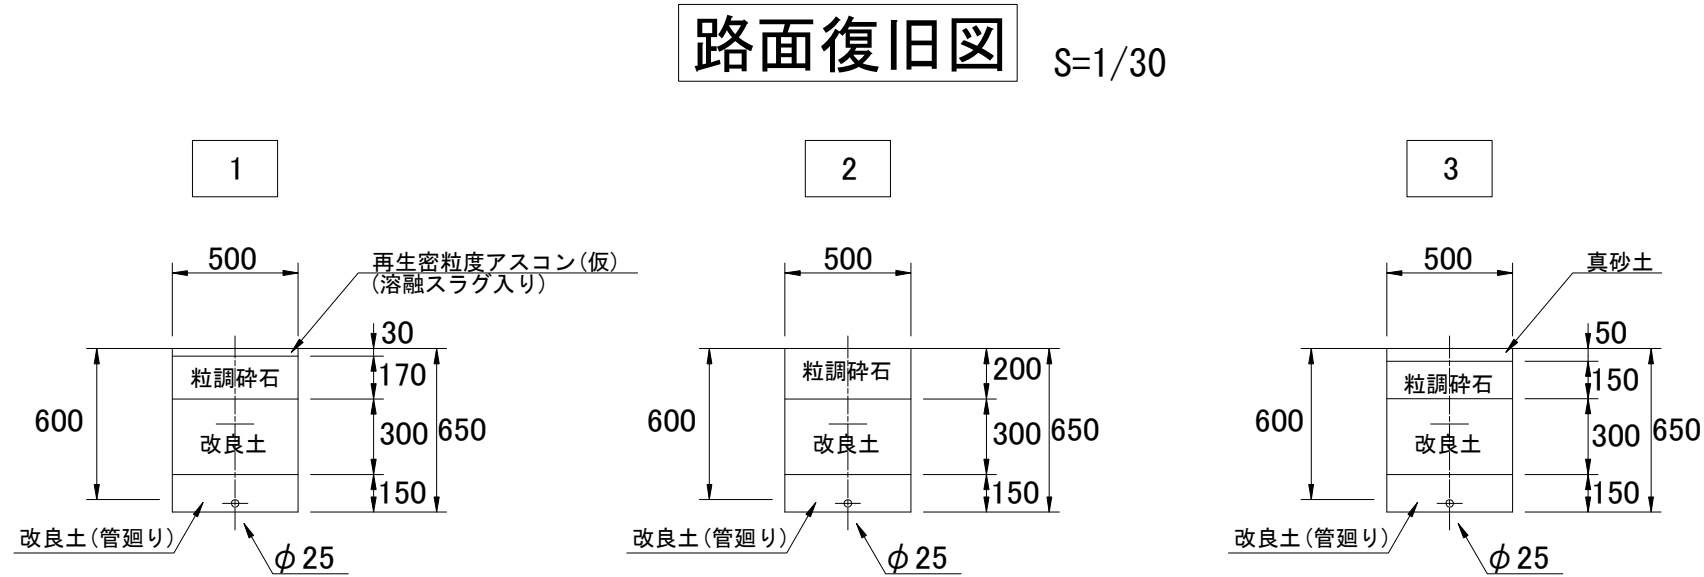 路面復旧図 S=1/30
1
500
再生密粒度アスコン(仮)
(溶融スラグ入り)
30
粒調砕石
170
600
改良土
300
650
150
改良土(管廻り)
φ25
2
500
粒調砕石
200
600
改良土
300
650
150
改良土(管廻り)
φ25
3
500
真砂土
50
粒調砕石
150
600
改良土
300
650
150
改良土(管廻り)
φ25